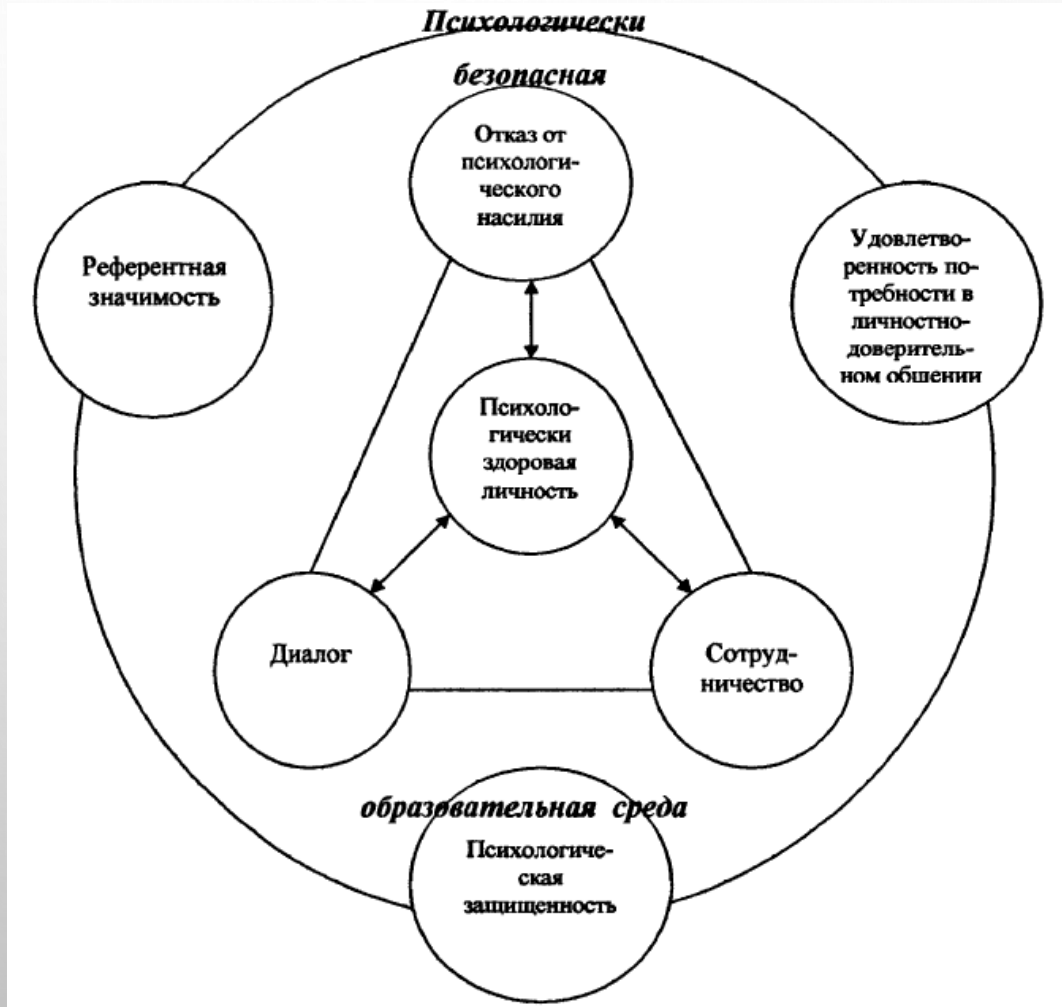 Психологически
безопасная
Отказ от
психологи-
ческого
насилия
Референтная
значимость
Удовлетво-
ренность по-
требности в
личностно-
доверитель-
ном обшении
Психоло-
гически
здоровая
личность
Диалог
Сотруд-
ничество
образовательная среда
Психологиче-
ская
защищенность